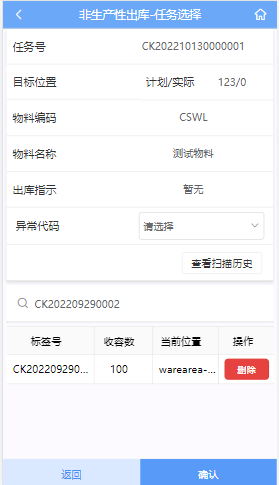 非生产性出库-任务选择
任务号 CK202210130000001
目标位置 计划/实际 123/0
物料编码 CSWL
物料名称 测试物料
出库指示 暂无
异常代码 请选择
查看扫描历史
CK202209290002
标签号 收容数 当前位置 操作
CK202209290... 100 warearea-... 删除
返回 确认